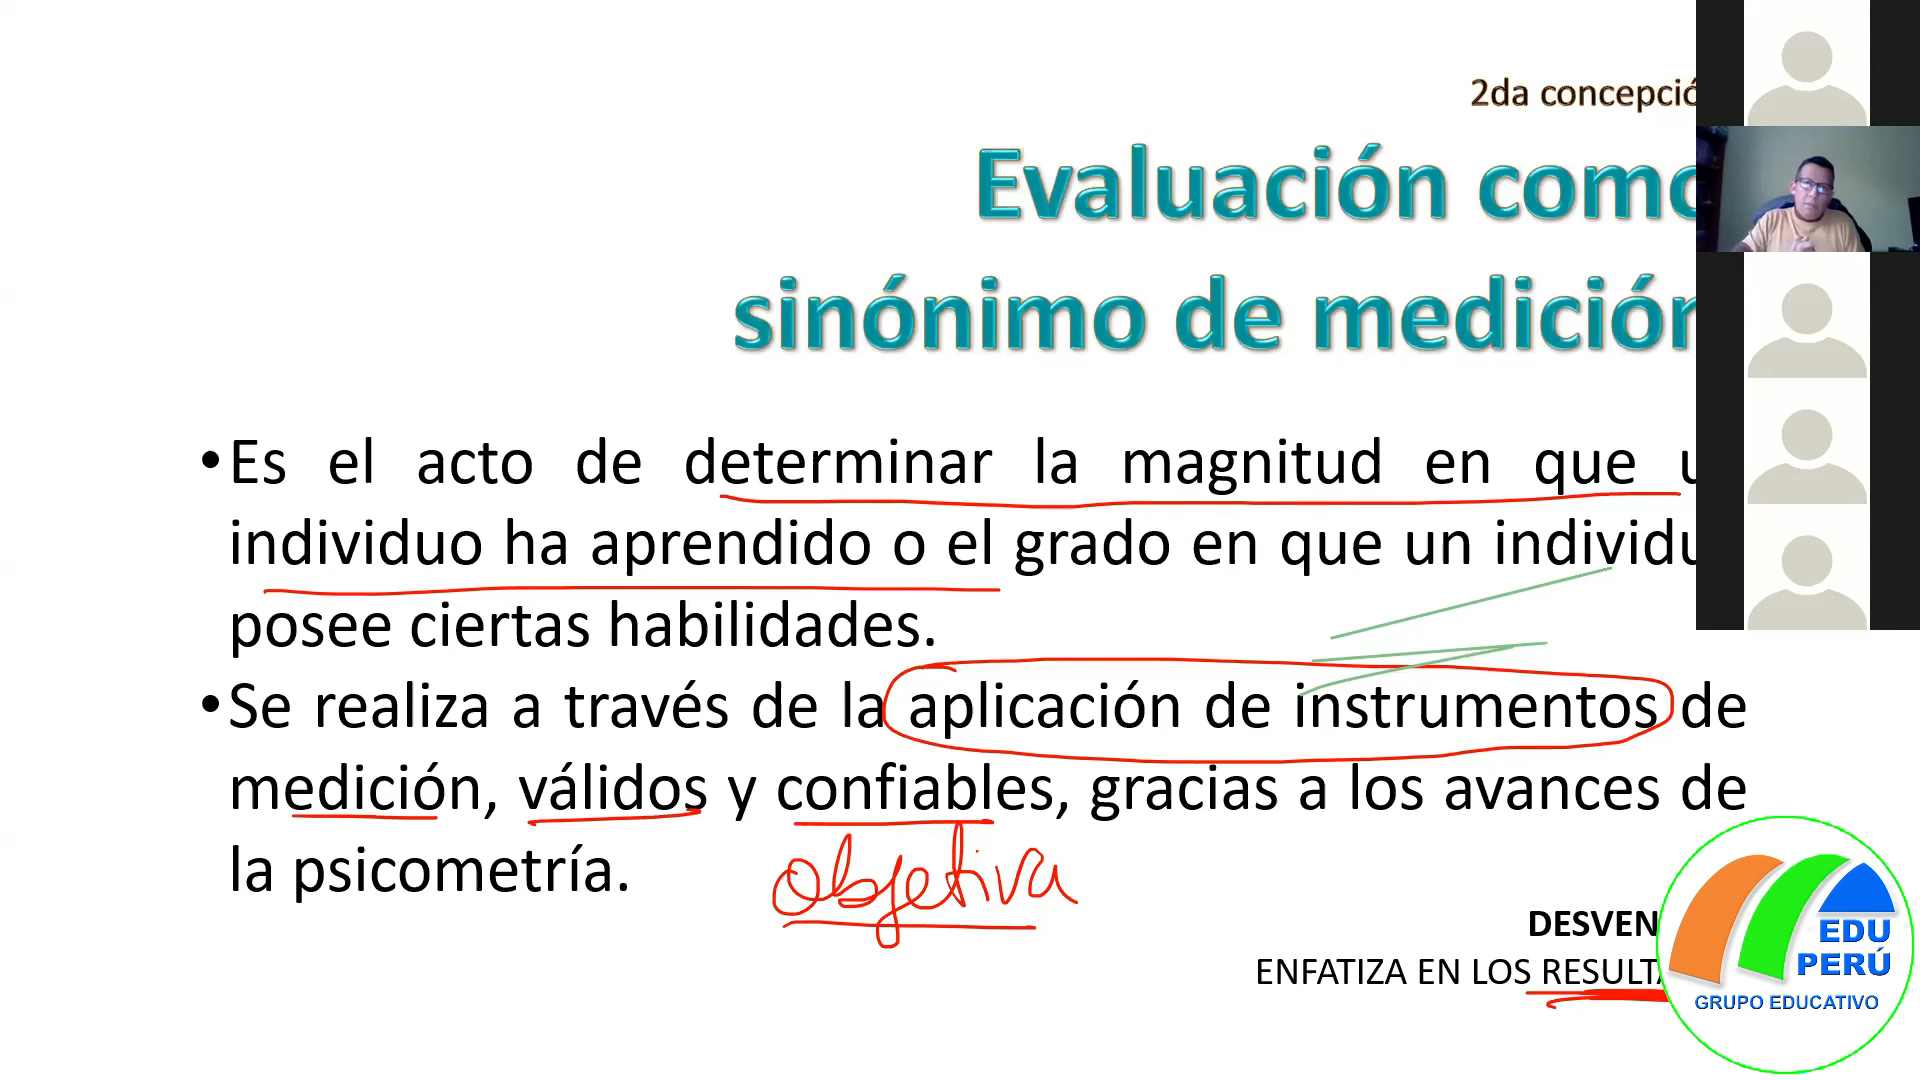 2da concepció
Evaluación como
sinónimo de medición
•Es el acto de determinar la magnitud en que u
individuo ha aprendido o el grado en que un individu
posee ciertas habilidades.
•Se realiza a través de la aplicación de instrumentos de
medición, válidos y confiables, gracias a los avances de
la psicometría.
objetiva
DESVEN
ENFATIZA EN LOS RESULTA
EDU
PERÚ
GRUPO EDUCATIVO